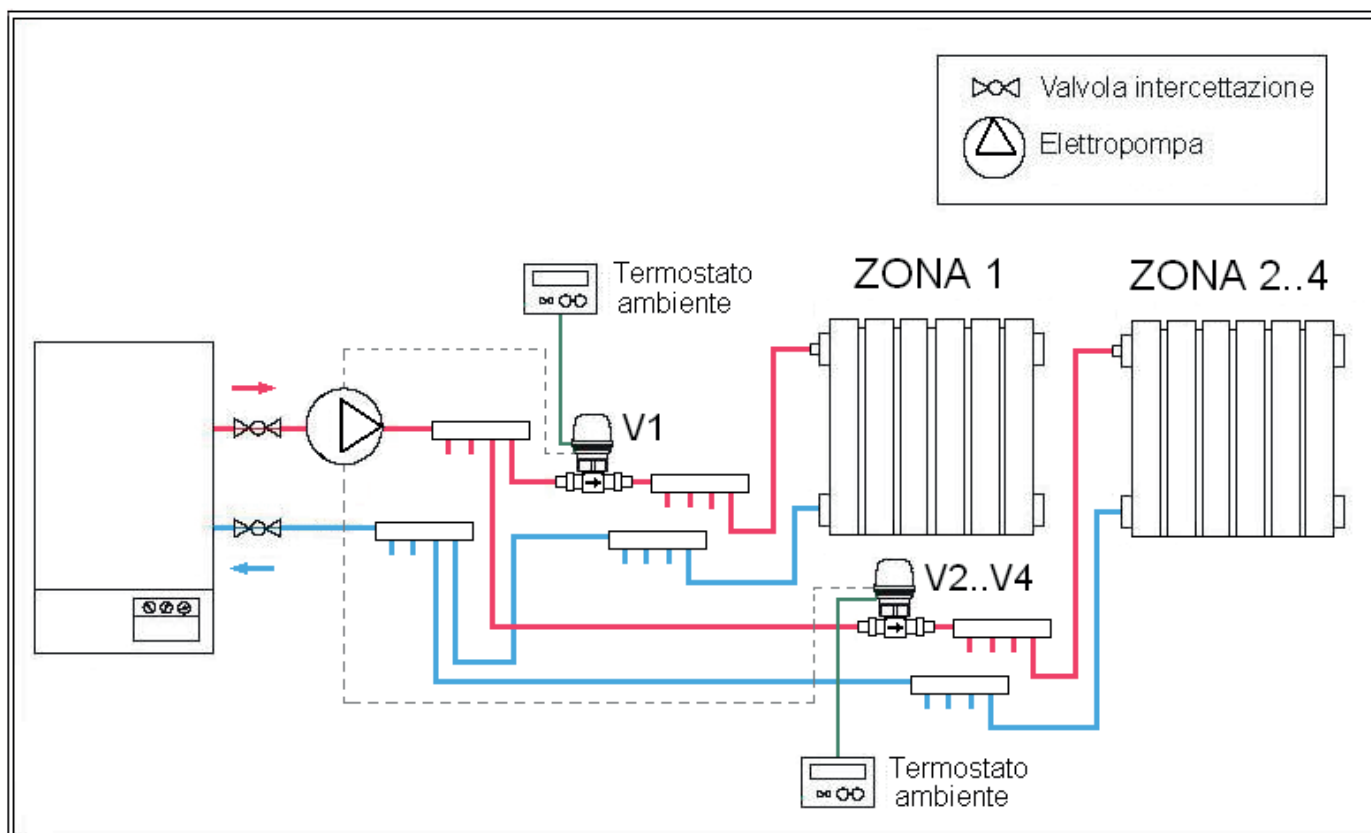 Valvola intercettazione
Elettropompa
ZONA 1
ZONA 2..4
Termostato
ambiente
V1
V2..V4
Termostato
ambiente